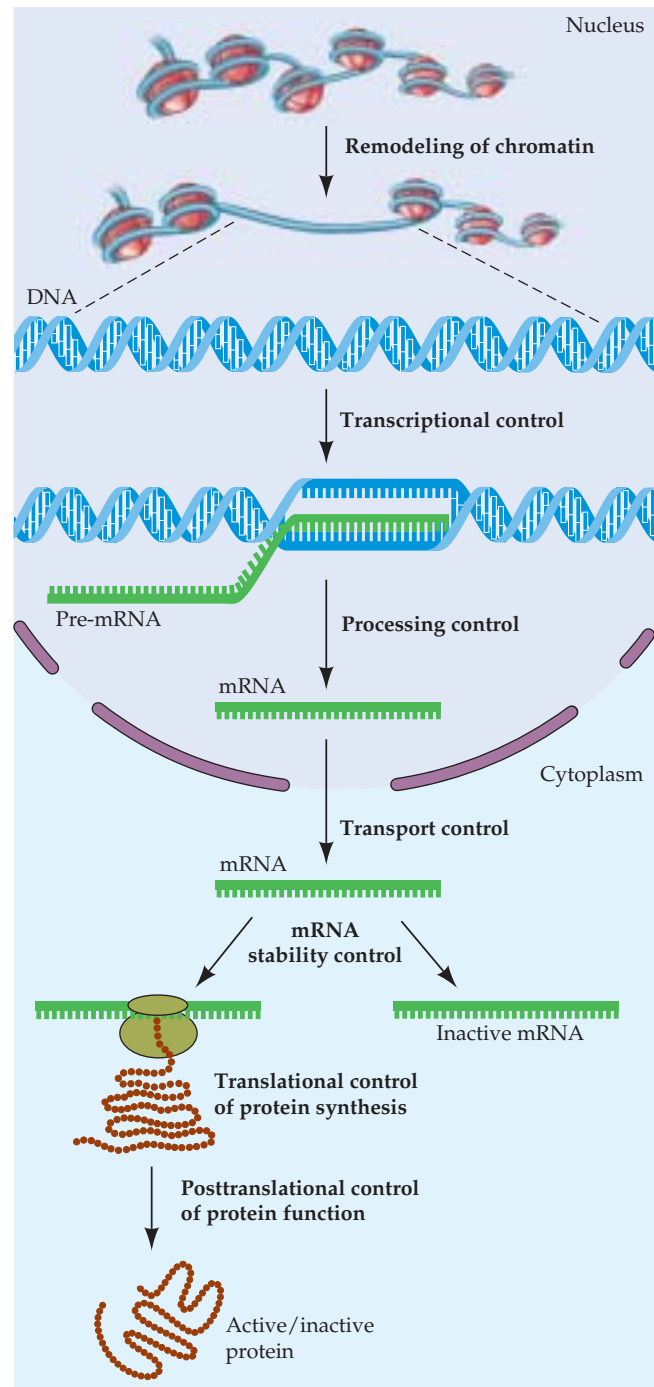 Nucleus
Remodeling of chromatin
DNA
Transcriptional control
Pre-mRNA
Processing control
mRNA
Cytoplasm
Transport control
mRNA
mRNA
stability control
Inactive mRNA
Translational control
of protein synthesis
Posttranslational control
of protein function
Active/inactive
protein